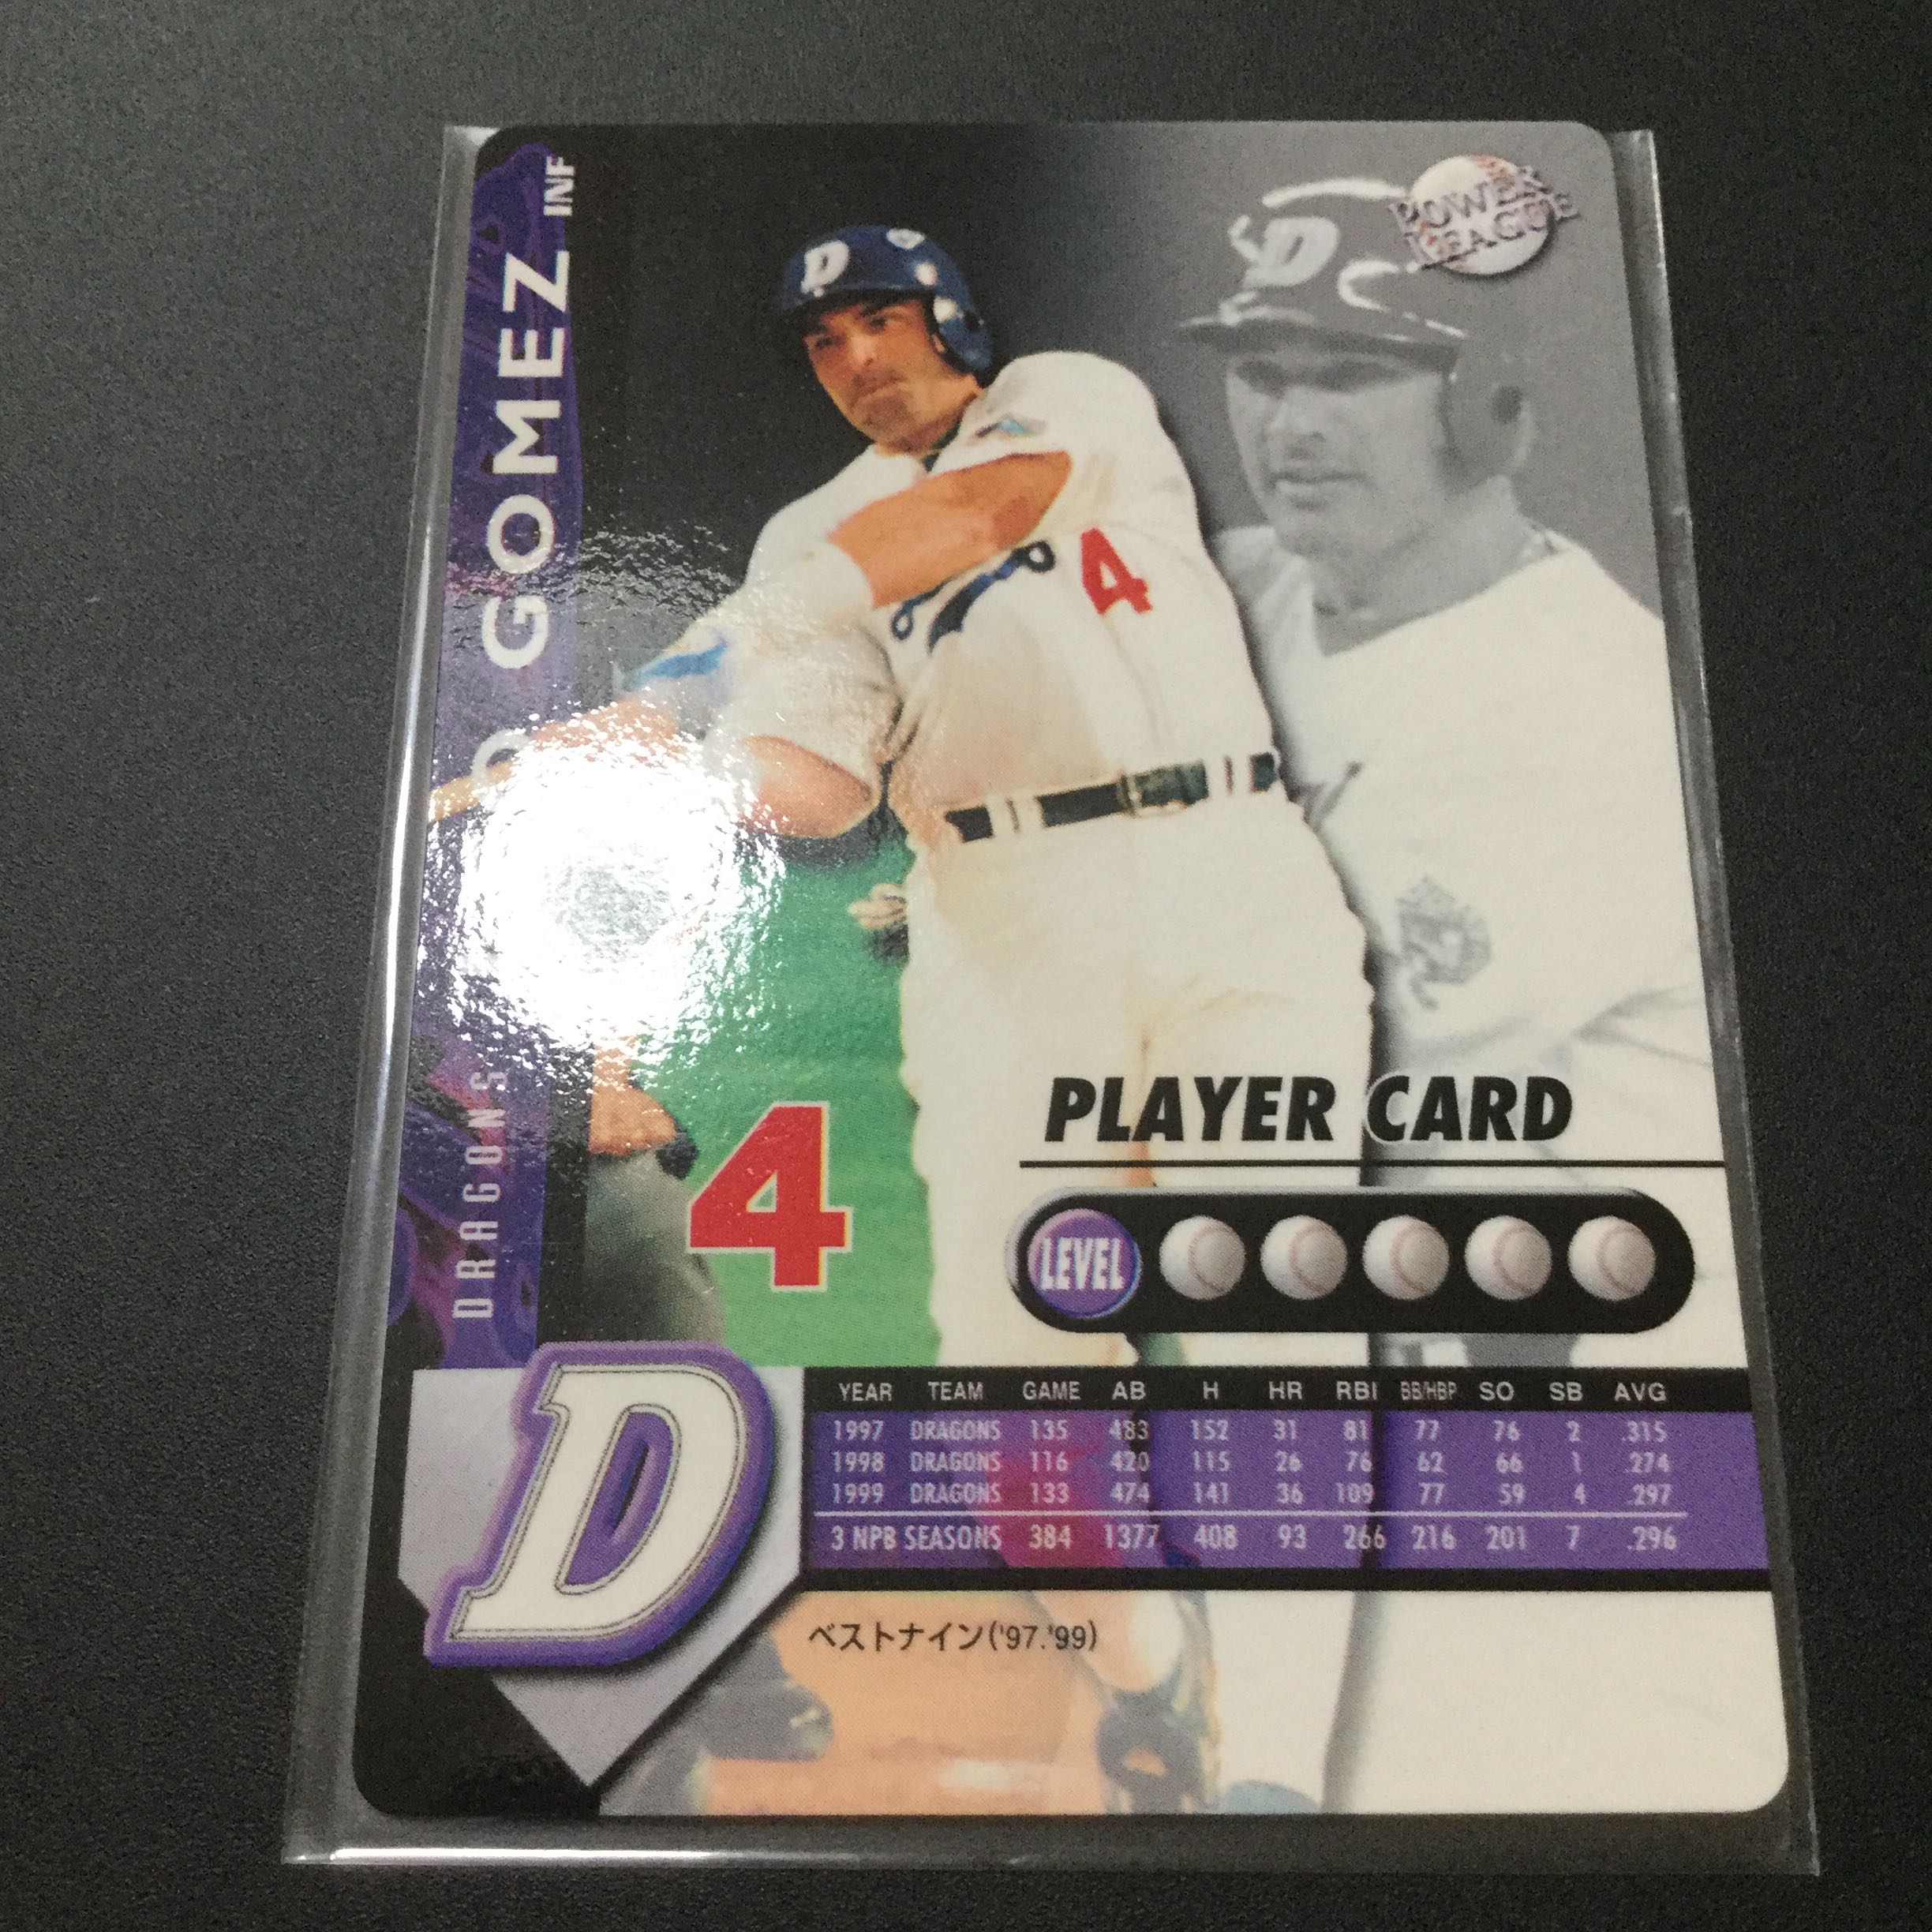 POWER
LEAGUE
GOMEZ INF
DRAGONS
D
4
D
4
PLAYER CARD
LEVEL
YEAR TEAM GAME AB H HR RBI BB/HBP SO SB AVG
1997 DRAGONS 135 483 152 31 81 77 76 2 .315
1998 DRAGONS 116 420 115 26 76 62 66 1 .274
1999 DRAGONS 133 474 141 36 109 77 59 4 .297
3 NPB SEASONS 384 1377 408 93 266 216 201 7 .296
D
ベストナイン('97.'99)